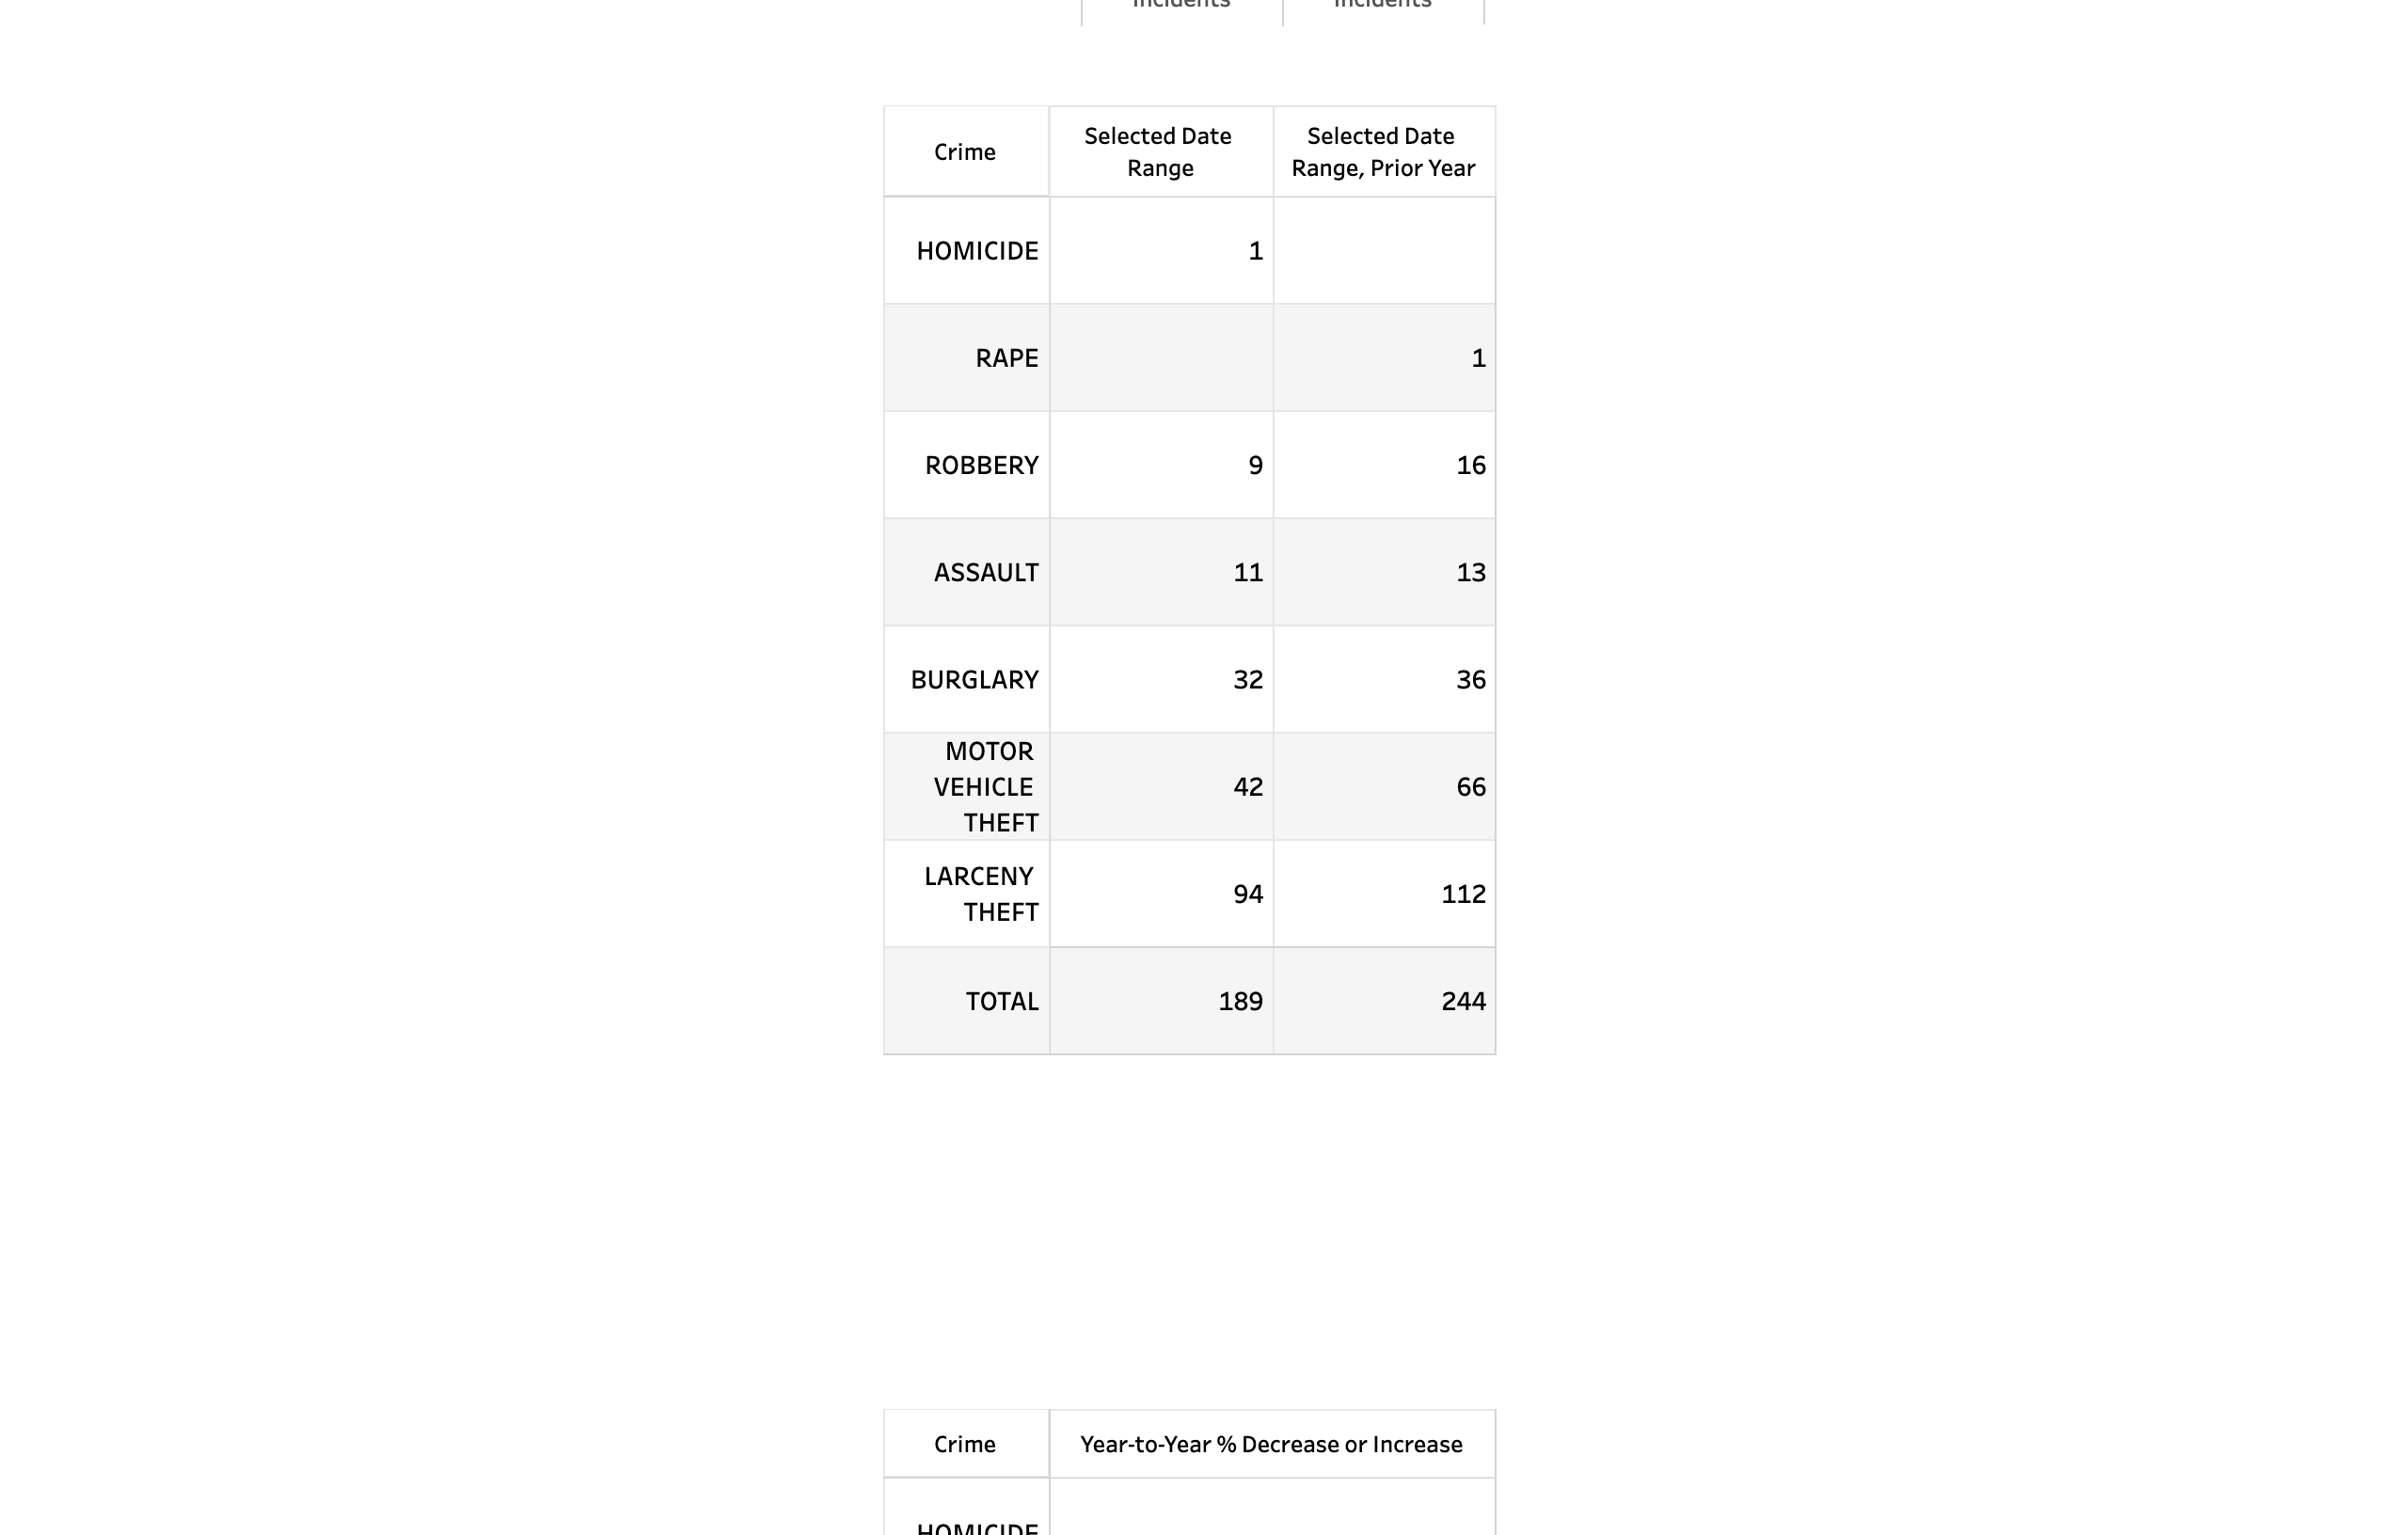 Incidents Incidents
Crime Selected Date Range Selected Date Range, Prior Year
HOMICIDE 1
RAPE 1
ROBBERY 9 16
ASSAULT 11 13
BURGLARY 32 36
MOTOR VEHICLE THEFT 42 66
LARCENY THEFT 94 112
TOTAL 189 244
Crime Year-to-Year % Decrease or Increase
HOMICIDE